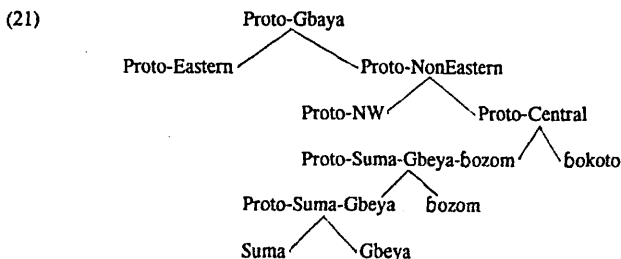 (21) Proto-Gbaya
Proto-Eastern Proto-NonEastern
Proto-NW Proto-Central
Proto-Suma-Gbeya-ɓozom ɓokoto
Proto-Suma-Gbeya ɓozom
Suma Gbeya